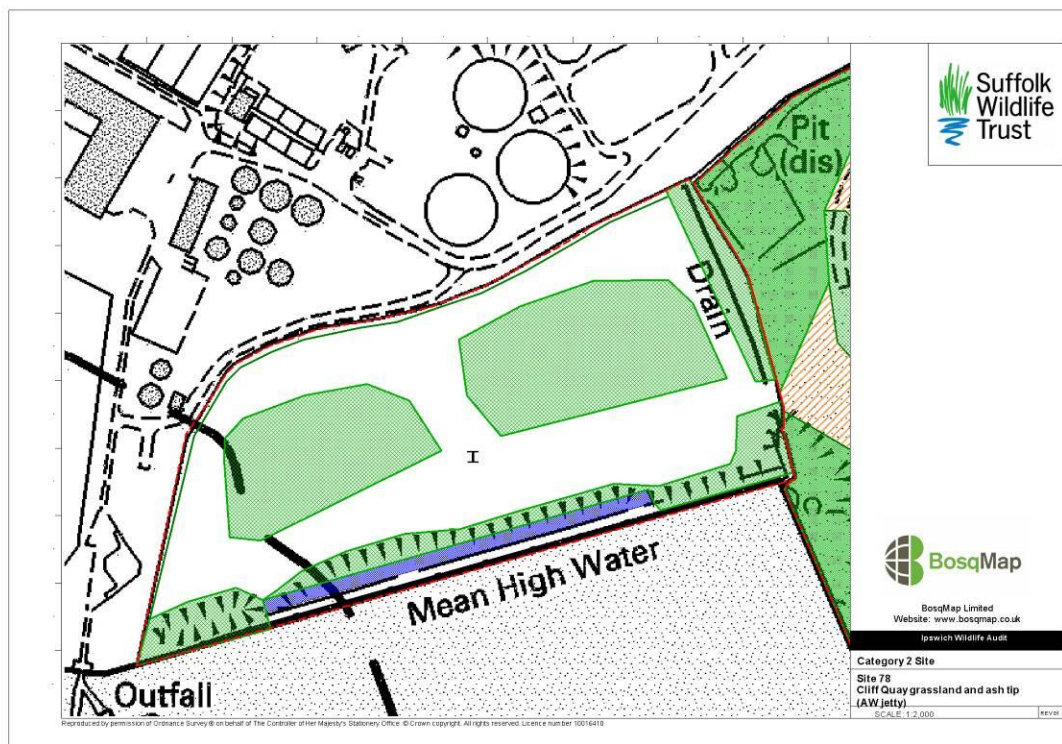 Suffolk
Wildlife
Trust
Pit
(dis)
Drain
I
Mean High Water
Outfall
BosqMap
BosqMap Limited
Website: www.bosqmap.co.uk
Ipswich Wildlife Audit
Category 2 Site
Site 78
Cliff Quay grassland and ash tip
(AW jetty)
SCALE: 1:2,000
Reproduced by permission of Ordnance Survey ® on behalf of The Controller of Her Majesty's Stationery Office. © Crown copyright. All rights reserved. Licence number 10016418